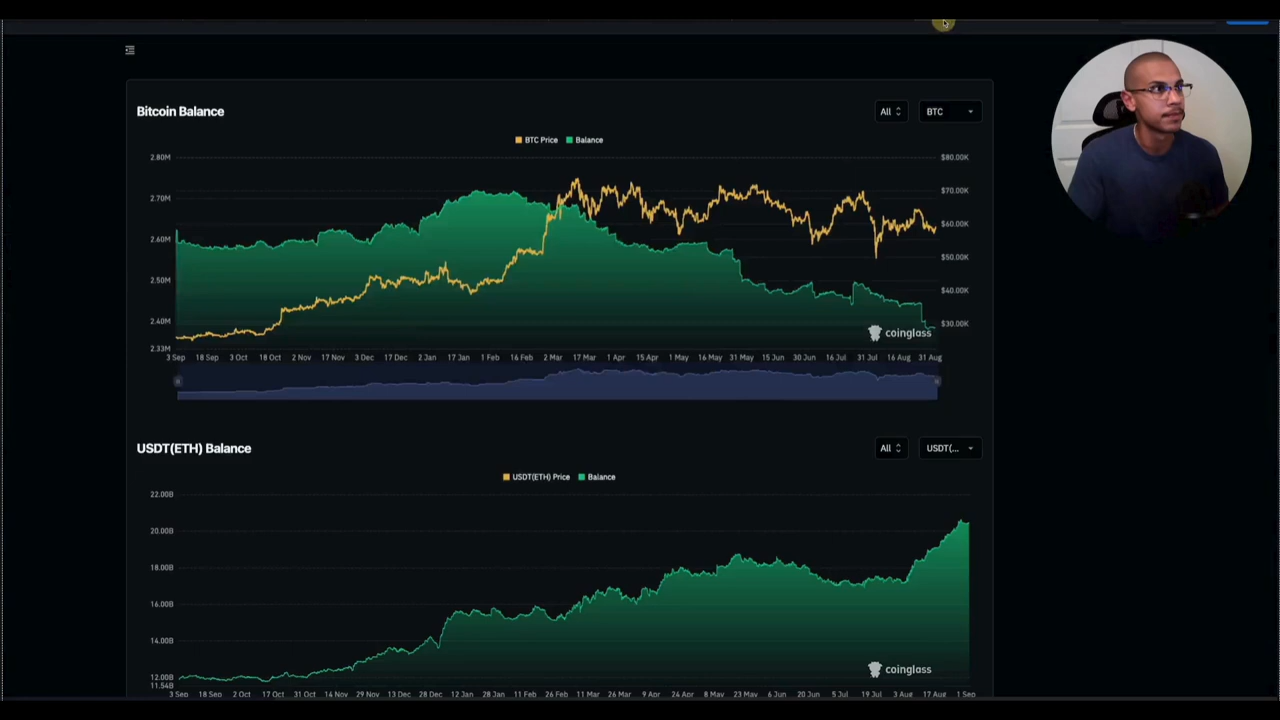 Bitcoin Balance
All
BTC
BTC Price
Balance
2.80M
$80.00K
2.70M
$70.00K
2.60M
$60.00K
$50.00K
2.50M
$40.00K
2.40M
$30.00K
coinglass
2.33M
3 Sep 18 Sep 3 Oct 18 Oct 2 Nov 17 Nov 3 Dec 17 Dec 2 Jan 17 Jan 1 Feb 16 Feb 2 Mar 17 Mar 1 Apr 15 Apr 1 May 16 May 31 May 15 Jun 30 Jun 16 Jul 31 Jul 16 Aug 31 Aug
USDT(ETH) Balance
All
USDT(...
USDT(ETH) Price
Balance
22.00B
20.00B
18.00B
16.00B
14.00B
12.00B
coinglass
11.54B
3 Sep 18 Sep 2 Oct 17 Oct 31 Oct 14 Nov 29 Nov 13 Dec 28 Dec 12 Jan 28 Jan 11 Feb 26 Feb 11 Mar 26 Mar 9 Apr 24 Apr 8 May 23 May 6 Jun 20 Jun 5 Jul 19 Jul 3 Aug 17 Aug 1 Sep